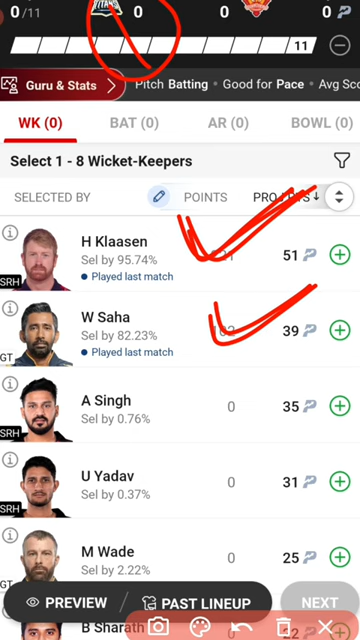 0/11 TITANS 0 0 0
11
Guru & Stats Pitch Batting • Good for Pace • Avg Sco
WK (0) BAT (0) AR (0) BOWL (0)
Select 1 - 8 Wicket-Keepers
SELECTED BY POINTS
H Klaasen
Sel by 95.74% 51
Played last match
SRH
W Saha
Sel by 82.23% 39
Played last match
GT
A Singh
Sel by 0.76% 0 35
SRH
U Yadav
Sel by 0.37% 0 31
SRH
M Wade
Sel by 2.22% 0 25
GT
PREVIEW PAST LINEUP NEXT
B Sharath